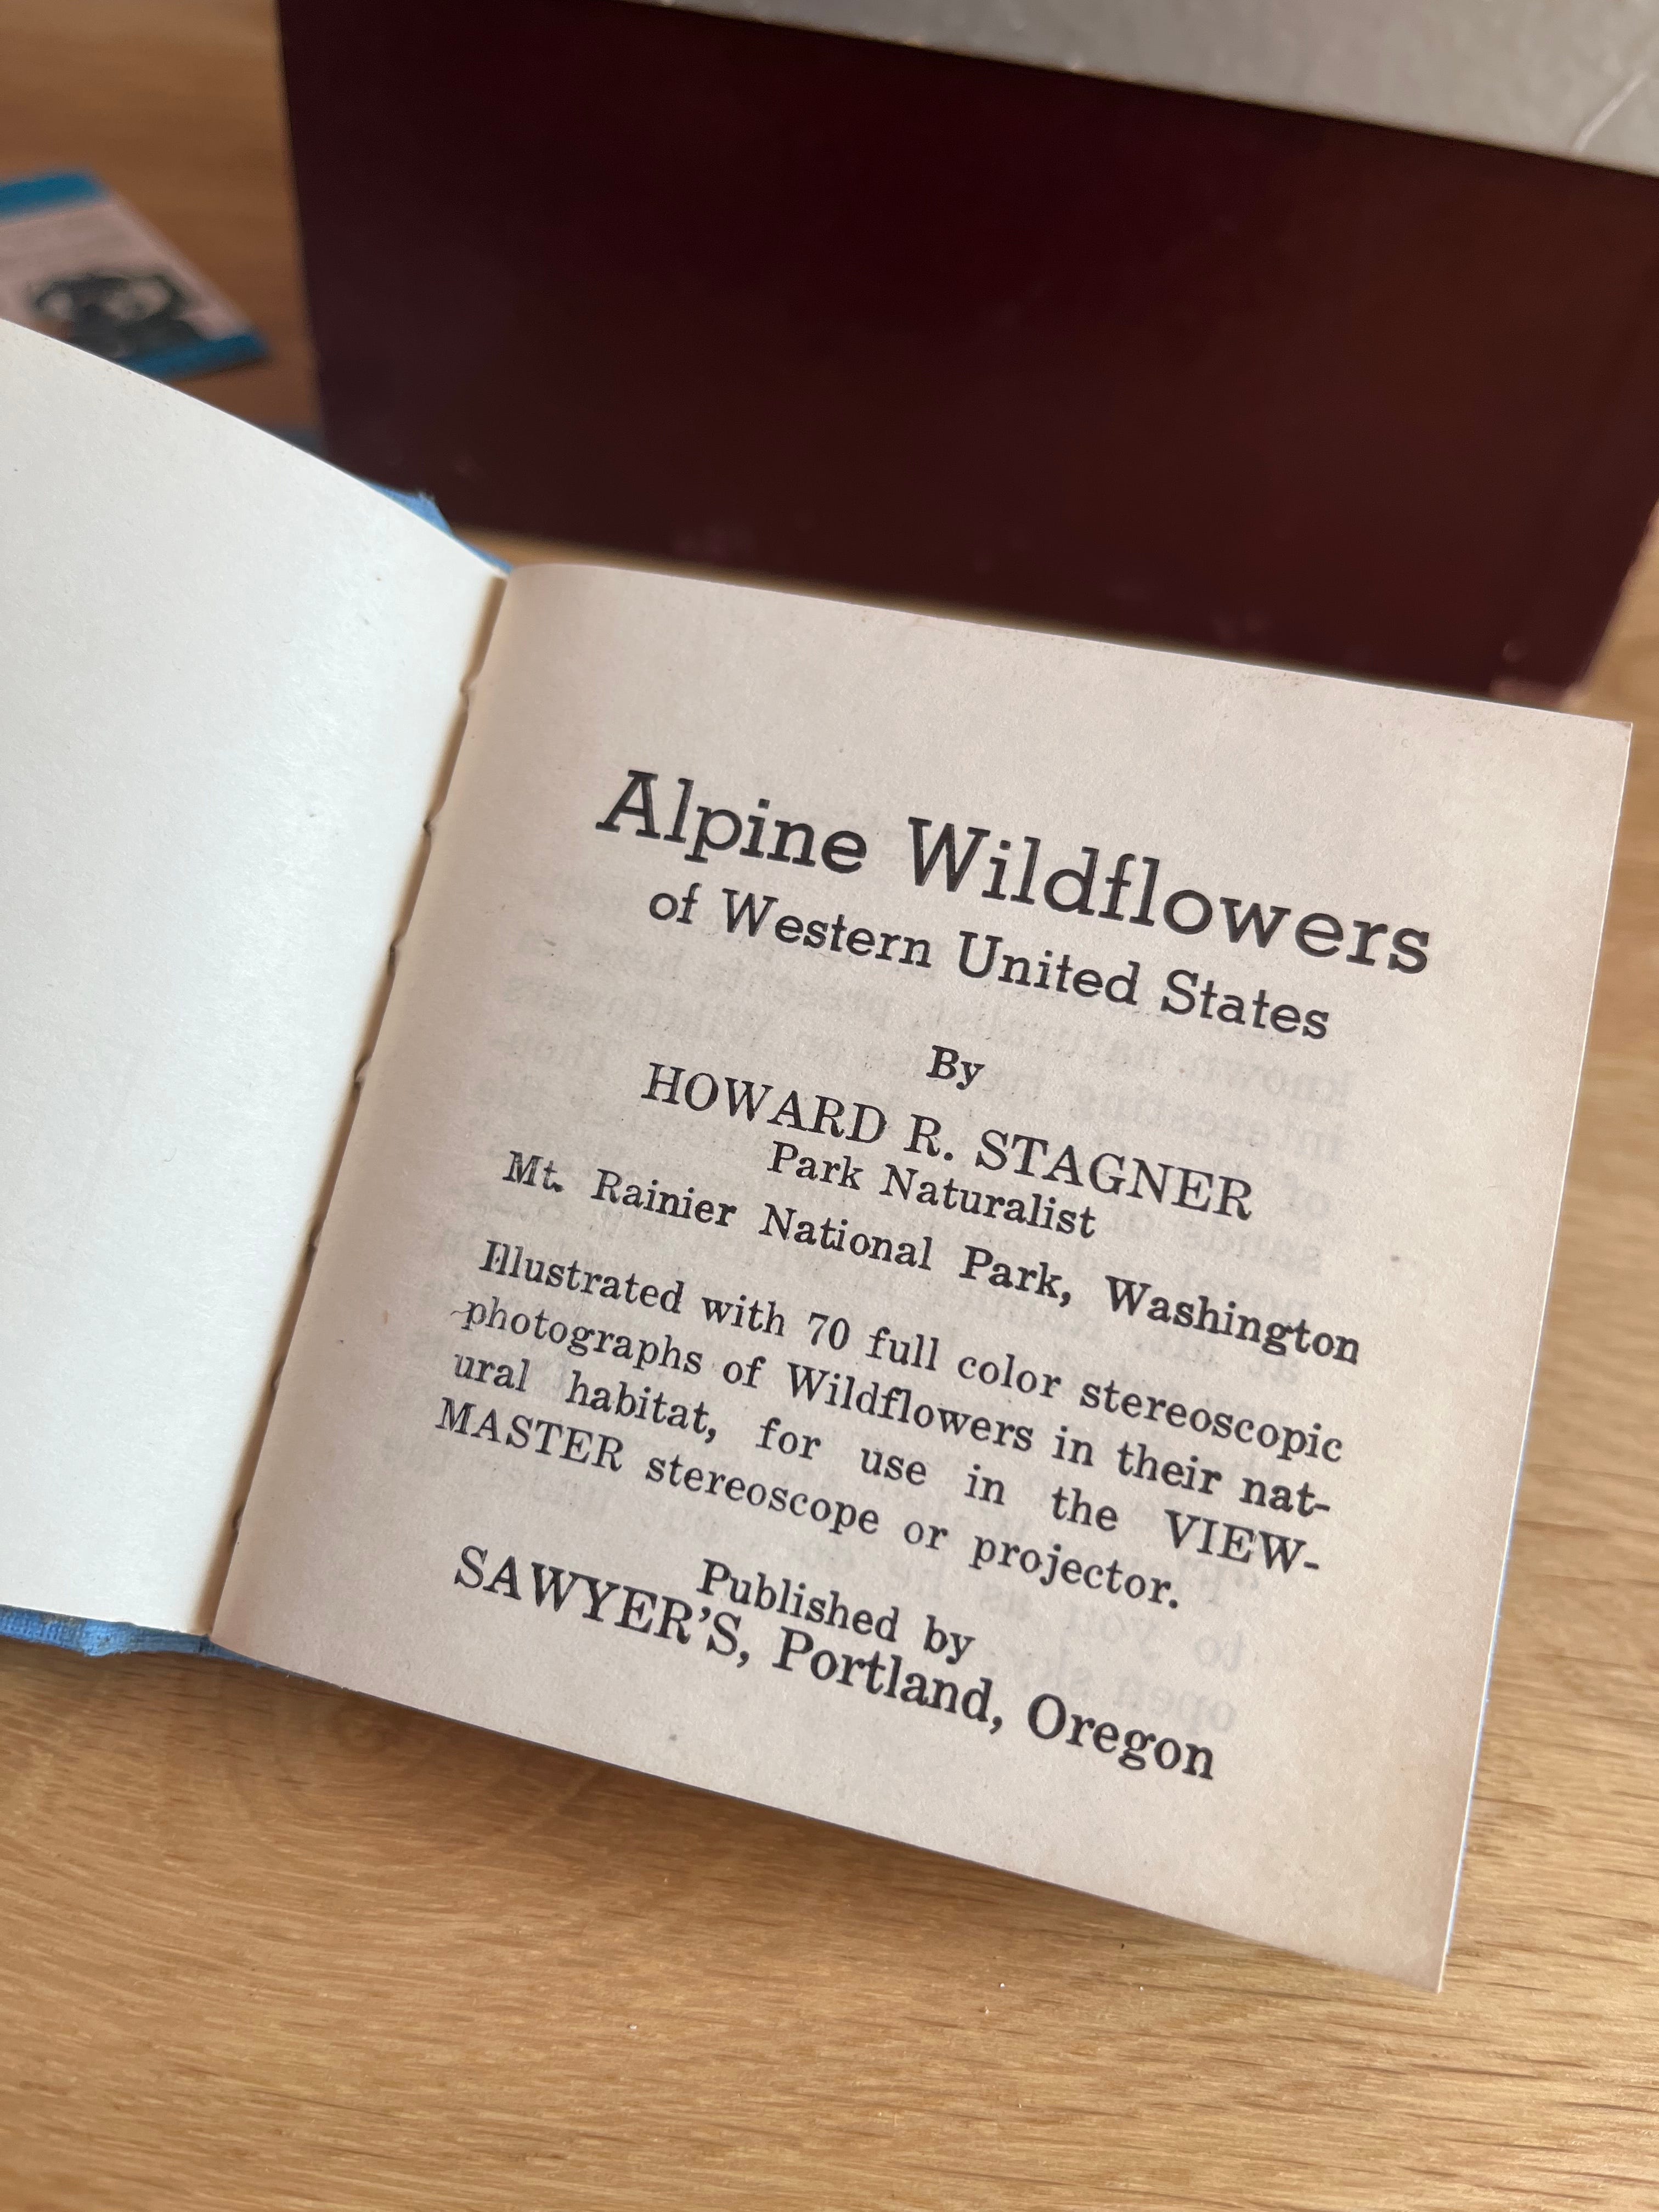 Alpine Wildflowers
of Western United States
By
HOWARD R. STAGNER
Park Naturalist
Mt. Rainier National Park, Washington
Illustrated with 70 full color stereoscopic
photographs of Wildflowers in their nat-
ural habitat, for use in the VIEW-
MASTER stereoscope or projector.
Published by
SAWYER'S, Portland, Oregon